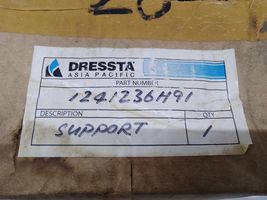 DRESSTA
ASIA PACIFIC
PART NUMBER
1241236H91
DESCRIPTION
QTY
SUPPORT
1